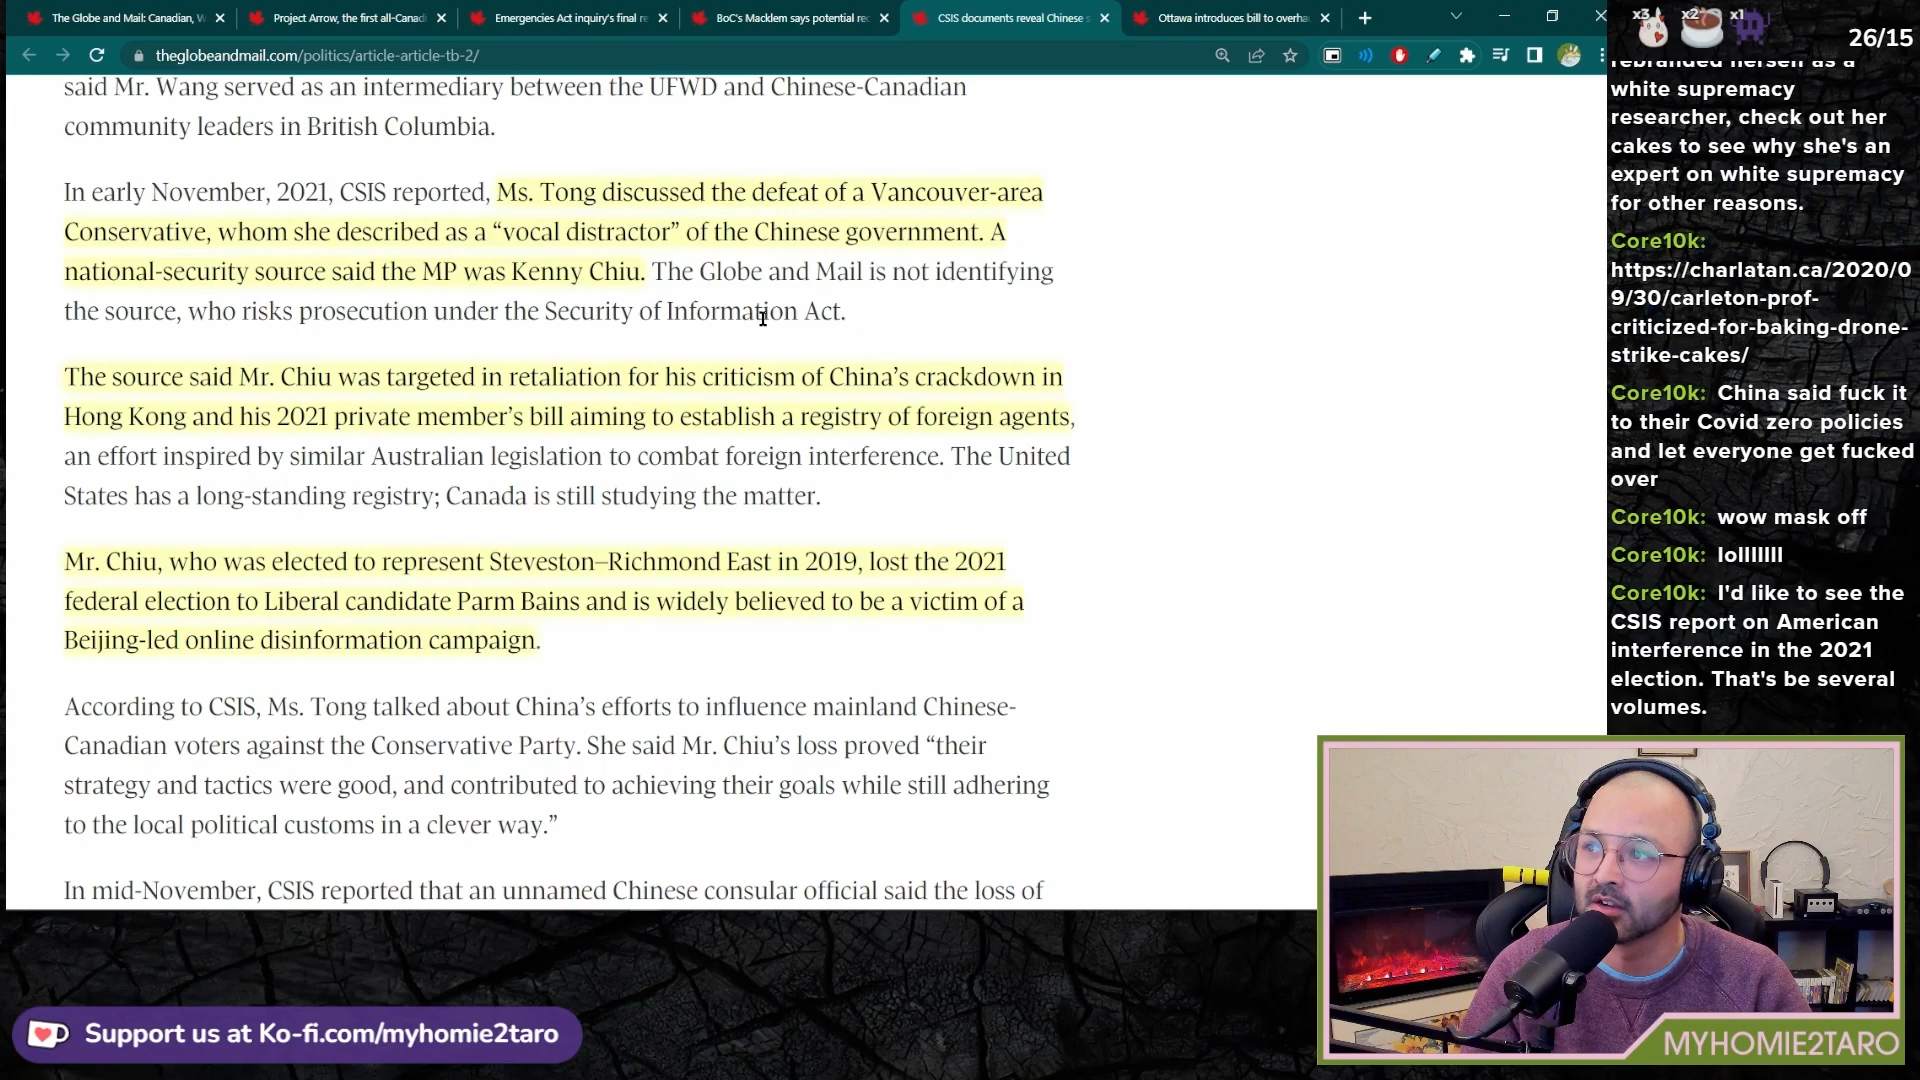 The Globe and Mail: Canadian, W
Project Arrow, the first all-Canadi
Emergencies Act inquiry's final re
BoC's Macklem says potential rec
CSIS documents reveal Chinese s
Ottawa introduces bill to overha
theglobeandmail.com/politics/article-article-tb-2/
said Mr. Wang served as an intermediary between the UFWD and Chinese-Canadian
community leaders in British Columbia.
In early November, 2021, CSIS reported, Ms. Tong discussed the defeat of a Vancouver-area
Conservative, whom she described as a “vocal distractor” of the Chinese government. A
national-security source said the MP was Kenny Chiu. The Globe and Mail is not identifying
the source, who risks prosecution under the Security of Information Act.
The source said Mr. Chiu was targeted in retaliation for his criticism of China’s crackdown in
Hong Kong and his 2021 private member’s bill aiming to establish a registry of foreign agents,
an effort inspired by similar Australian legislation to combat foreign interference. The United
States has a long-standing registry; Canada is still studying the matter.
Mr. Chiu, who was elected to represent Steveston–Richmond East in 2019, lost the 2021
federal election to Liberal candidate Parm Bains and is widely believed to be a victim of a
Beijing-led online disinformation campaign.
According to CSIS, Ms. Tong talked about China’s efforts to influence mainland Chinese-
Canadian voters against the Conservative Party. She said Mr. Chiu’s loss proved “their
strategy and tactics were good, and contributed to achieving their goals while still adhering
to the local political customs in a clever way.”
In mid-November, CSIS reported that an unnamed Chinese consular official said the loss of
x3 x2 x1
26/15
rebranded herself as a
white supremacy
researcher, check out her
cakes to see why she's an
expert on white supremacy
for other reasons.
Core10k:
https://charlatan.ca/2020/0
9/30/carleton-prof-
criticized-for-baking-drone-
strike-cakes/
Core10k: China said fuck it
to their Covid zero policies
and let everyone get fucked
over
Core10k: wow mask off
Core10k: lolllllll
Core10k: I'd like to see the
CSIS report on American
interference in the 2021
election. That's be several
volumes.
Support us at Ko-fi.com/myhomie2taro
MYHOMIE2TARO